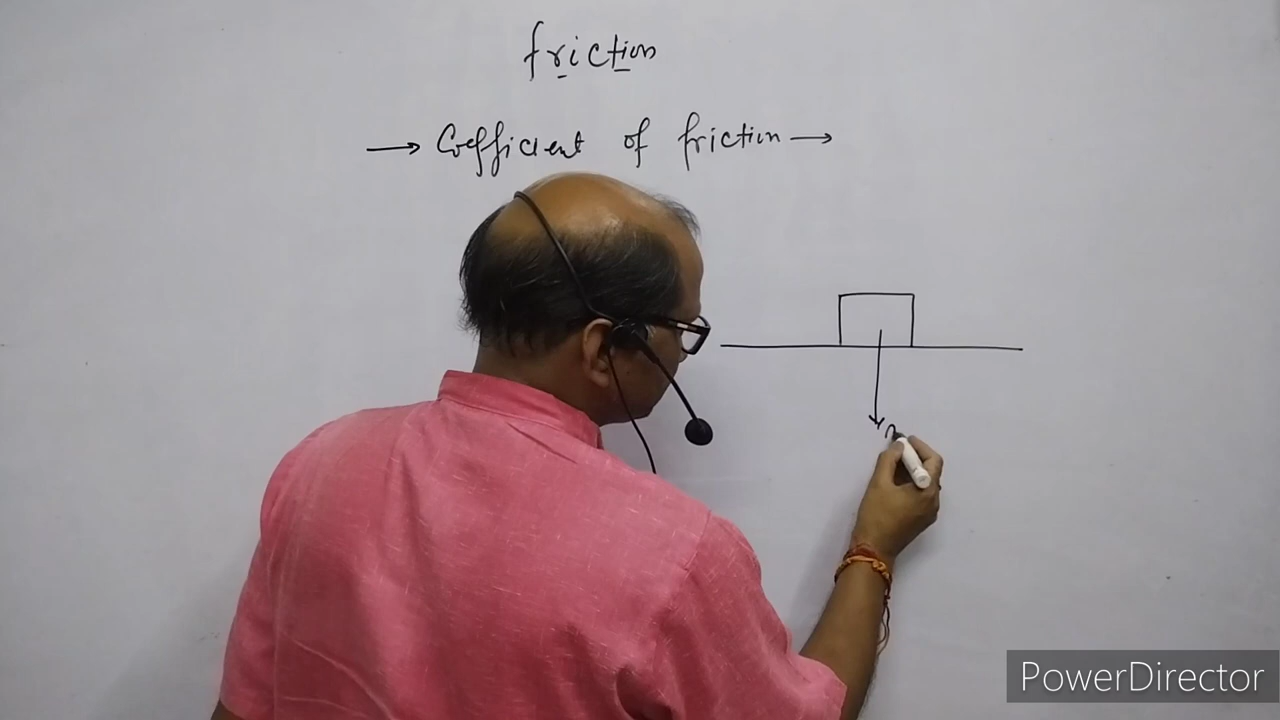 friction
→ Coefficient of friction →
PowerDirector